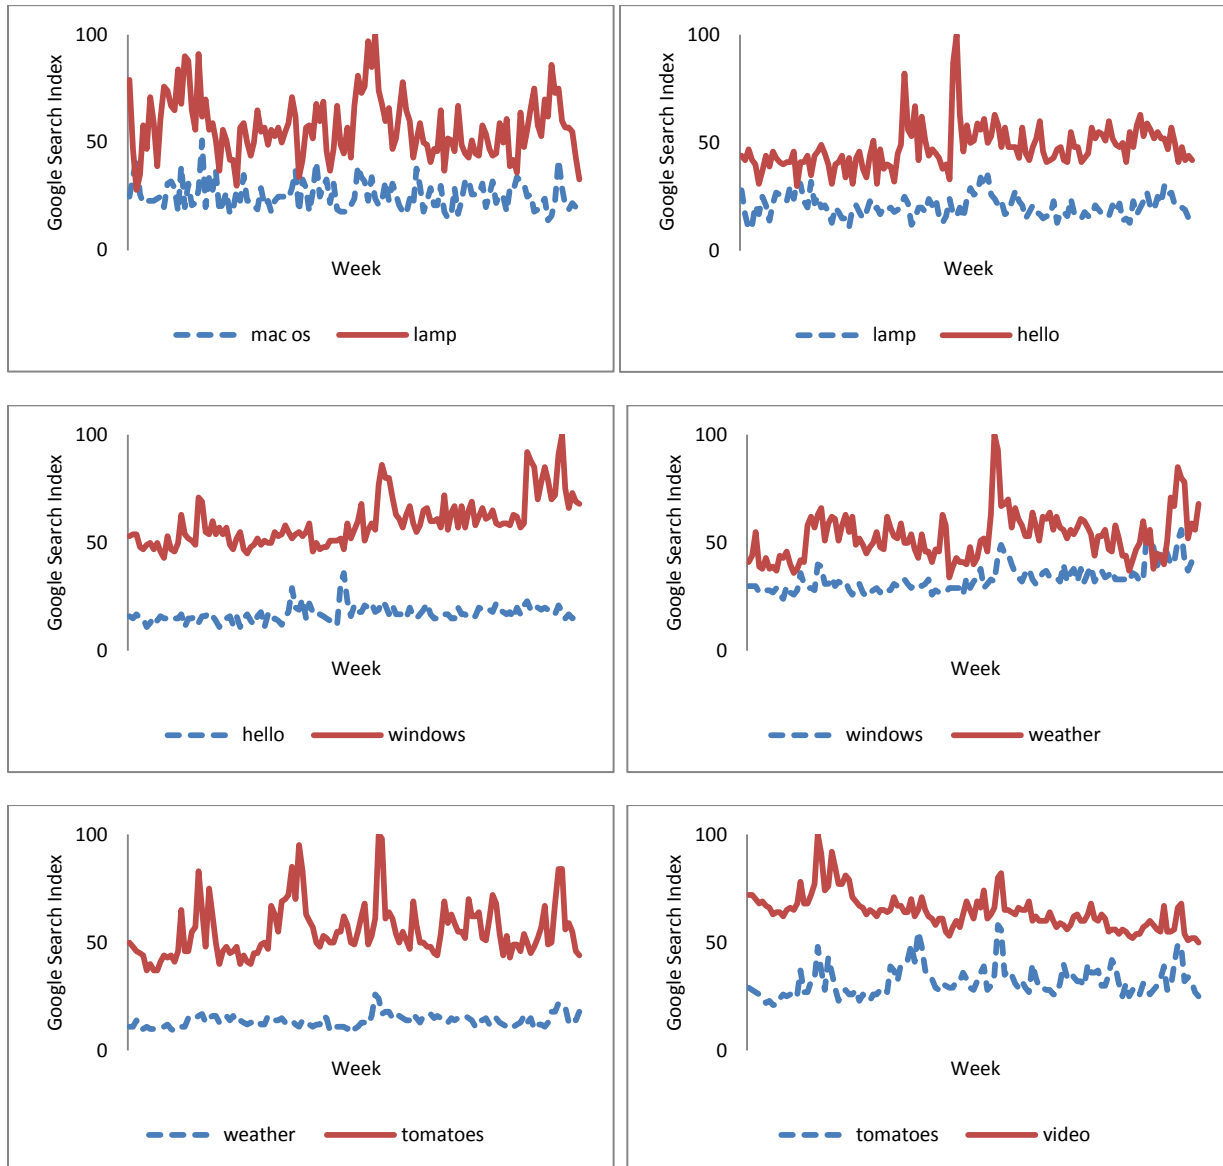 100
Google Search Index
50
0
Week
mac os lamp
100
Google Search Index
50
0
Week
lamp hello
100
Google Search Index
50
0
Week
hello windows
100
Google Search Index
50
0
Week
windows weather
100
Google Search Index
50
0
Week
weather tomatoes
100
Google Search Index
50
0
Week
tomatoes video